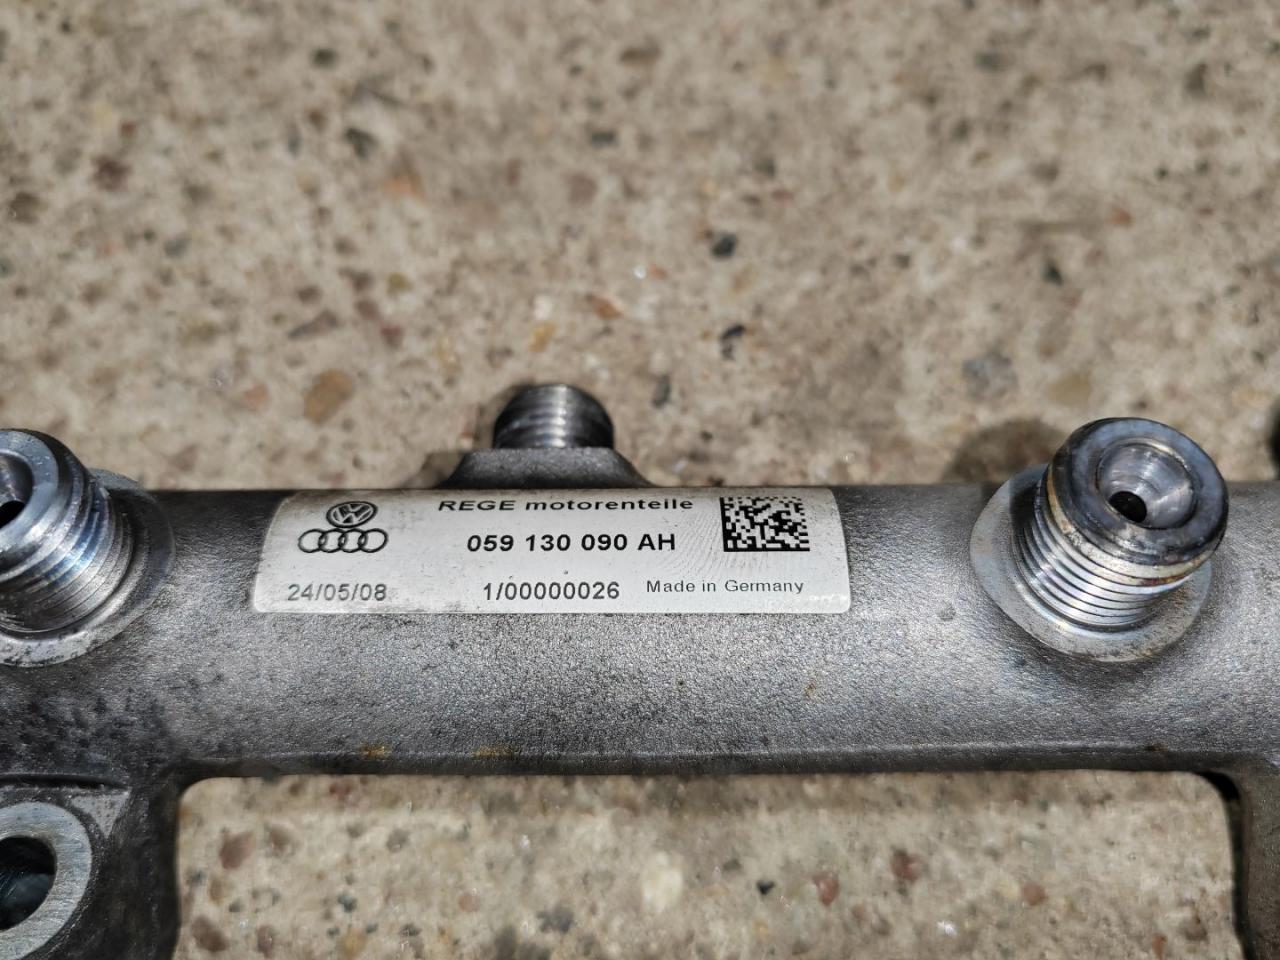 REGE motorenteile
059 130 090 AH
24/05/08 1/00000026 Made in Germany